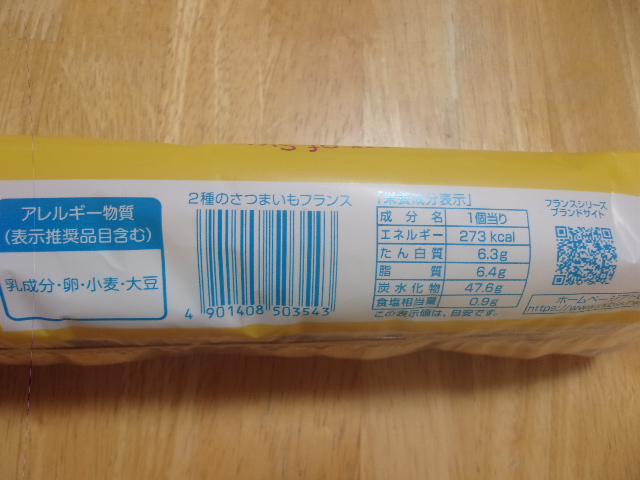 アレルギー物質
(表示推奨品目含む)
乳成分・卵・小麦・大豆
2種のさつまいもフランス
4 901408 503543
「栄養成分表示」
成分名 1個当り
エネルギー 273 kcal
たん白質 6.3g
脂質 6.4g
炭水化物 47.6g
食塩相当量 0.9g
この表示値は、目安です。
フランスシリーズ
ブランドサイト
ホームページ
https://www